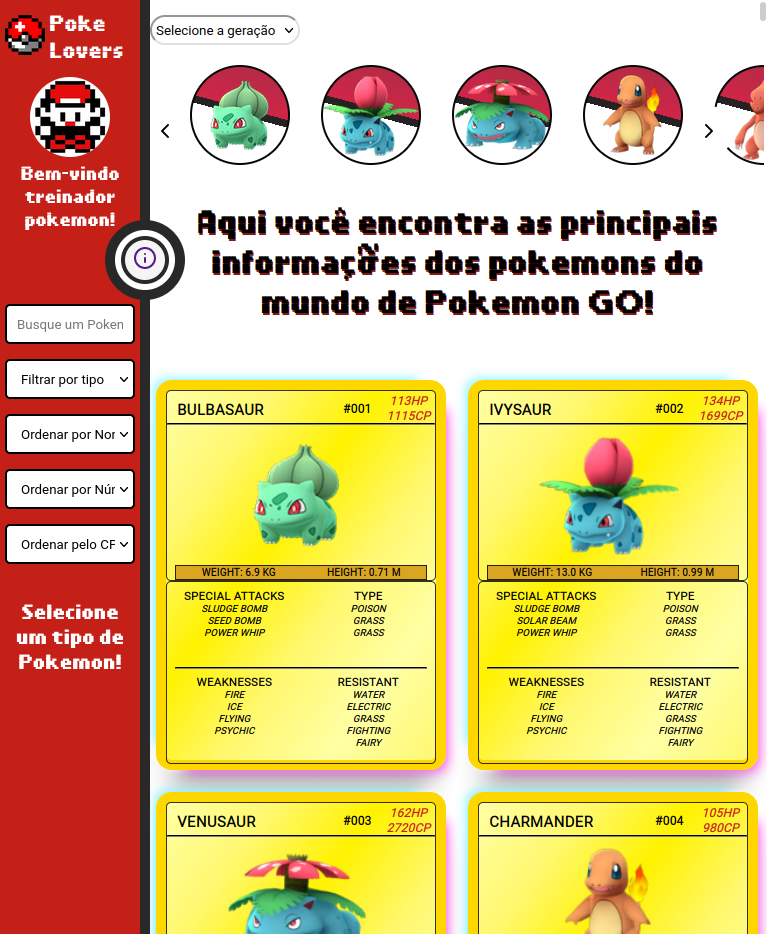 Poke
Lovers
Bem-vindo
treinador
pokemon!
Busque um Poken
Filtrar por tipo
Ordenar por Nor
Ordenar por Núr
Ordenar pelo CF
Selecione
um tipo de
Pokemon!
Selecione a geração
Aqui você encontra as principais
informações dos pokemons do
mundo de Pokemon GO!
BULBASAUR #001 113HP
1115CP
WEIGHT: 6.9 KG HEIGHT: 0.71 M
SPECIAL ATTACKS TYPE
SLUDGE BOMB POISON
SEED BOMB GRASS
POWER WHIP GRASS
WEAKNESSES RESISTANT
FIRE WATER
ICE ELECTRIC
FLYING GRASS
PSYCHIC FIGHTING
FAIRY
IVYSAUR #002 134HP
1699CP
WEIGHT: 13.0 KG HEIGHT: 0.99 M
SPECIAL ATTACKS TYPE
SLUDGE BOMB POISON
SOLAR BEAM GRASS
POWER WHIP GRASS
WEAKNESSES RESISTANT
FIRE WATER
ICE ELECTRIC
FLYING GRASS
PSYCHIC FIGHTING
FAIRY
VENUSAUR #003 162HP
2720CP
CHARMANDER #004 105HP
980CP